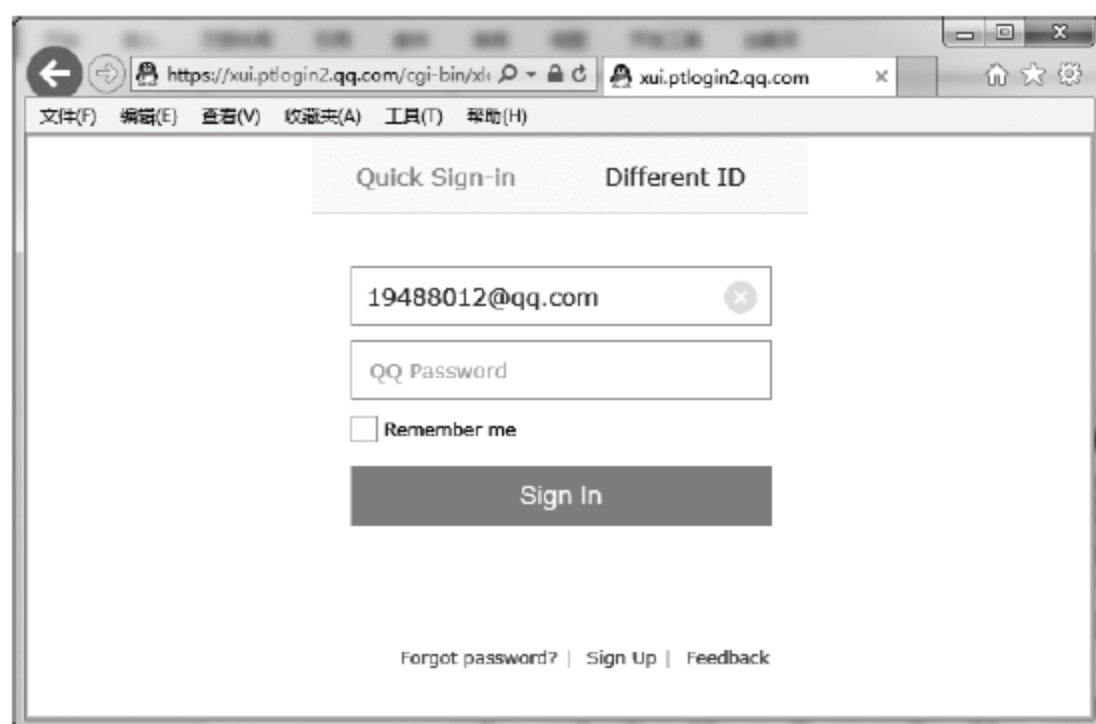 https://xui.ptlogin2.qq.com/cgi-bin/xl xui.ptlogin2.qq.com
文件(F) 编辑(E) 查看(V) 收藏夹(A) 工具(T) 帮助(H)
Quick Sign-in Different ID
19488012@qq.com
QQ Password
Remember me
Sign In
Forgot password? | Sign Up | Feedback